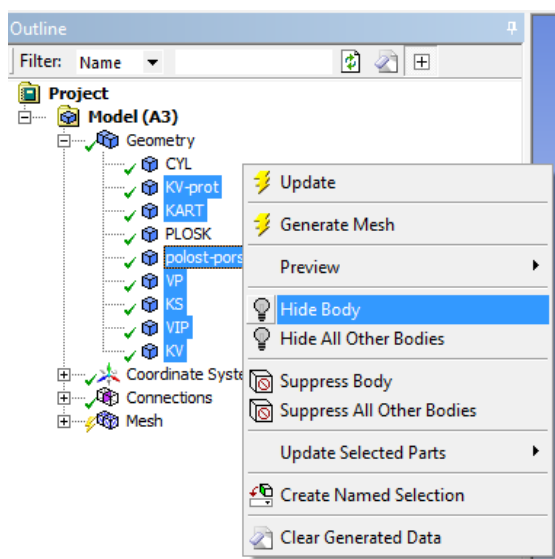 Outline
Filter: Name
Project
Model (A3)
Geometry
CYL
KV-prot
KART
PLOSK
polost-pors
VP
KS
VIP
KV
Coordinate Syste
Connections
Mesh
Update
Generate Mesh
Preview
Hide Body
Hide All Other Bodies
Suppress Body
Suppress All Other Bodies
Update Selected Parts
Create Named Selection
Clear Generated Data